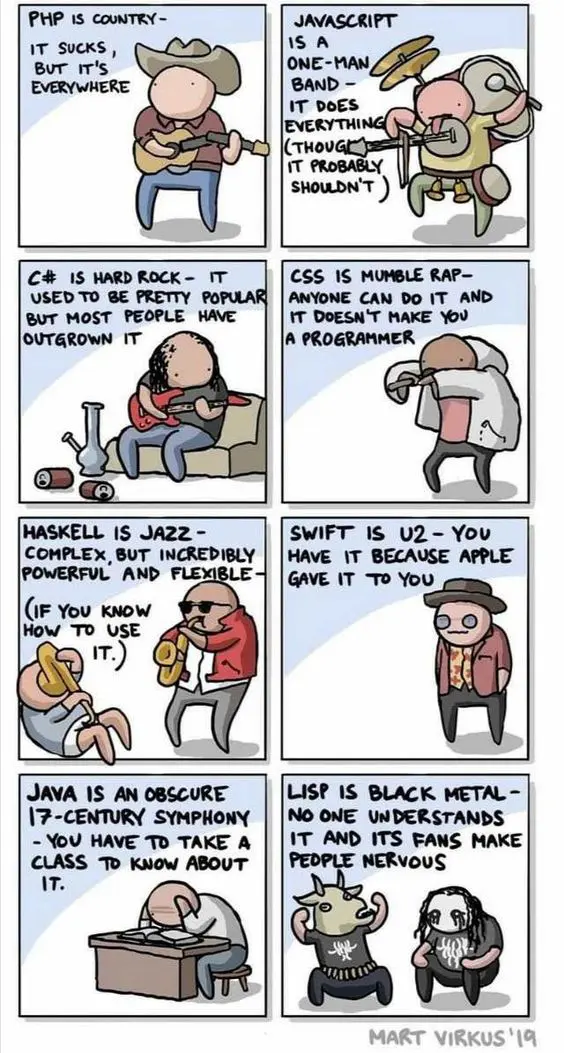 PHP IS COUNTRY-
IT SUCKS,
BUT IT'S
EVERYWHERE
JAVASCRIPT
IS A
ONE-MAN
BAND -
IT DOES
EVERYTHING
(THOUGH
IT PROBABLY
SHOULDN'T)
C# IS HARD ROCK - IT
USED TO BE PRETTY POPULAR
BUT MOST PEOPLE HAVE
OUTGROWN IT
CSS IS MUMBLE RAP-
ANYONE CAN DO IT AND
IT DOESN'T MAKE YOU
A PROGRAMMER
HASKELL IS JAZZ -
COMPLEX, BUT INCREDIBLY
POWERFUL AND FLEXIBLE-
(IF YOU KNOW
HOW TO USE
IT.)
SWIFT IS U2 - YOU
HAVE IT BECAUSE APPLE
GAVE IT TO YOU
JAVA IS AN OBSCURE
17-CENTURY SYMPHONY
- YOU HAVE TO TAKE A
CLASS TO KNOW ABOUT
IT.
LISP IS BLACK METAL -
NO ONE UNDERSTANDS
IT AND ITS FANS MAKE
PEOPLE NERVOUS
MART VIRKUS '19